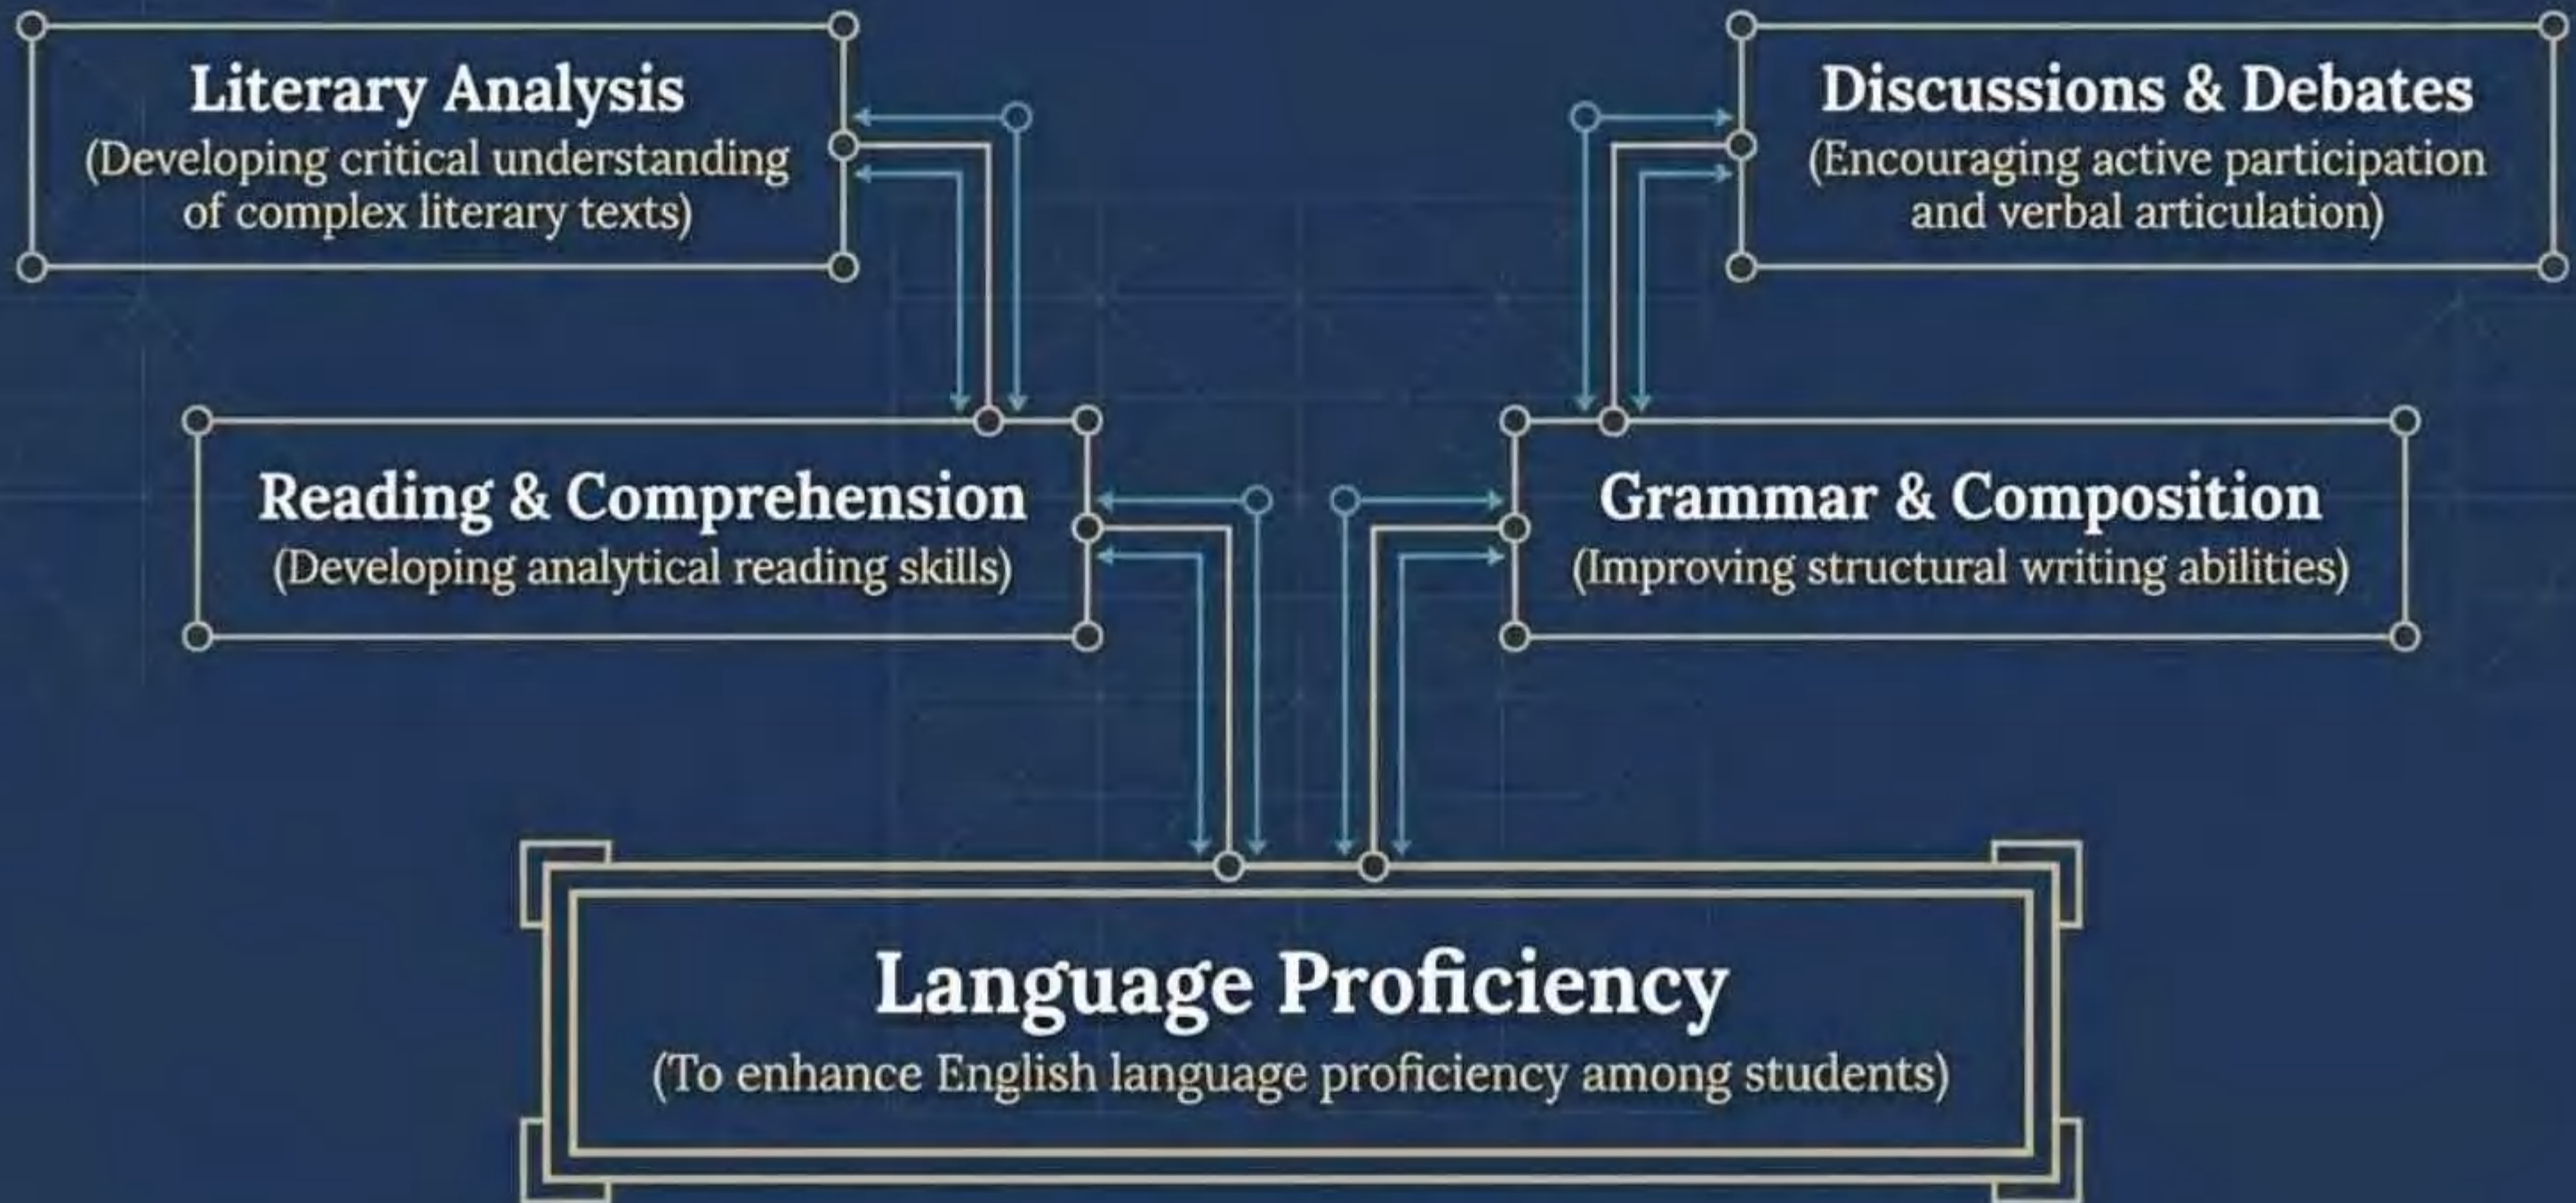 Literary Analysis
(Developing critical understanding
of complex literary texts)
Discussions & Debates
(Encouraging active participation
and verbal articulation)
Reading & Comprehension
(Developing analytical reading skills)
Grammar & Composition
(Improving structural writing abilities)
Language Proficiency
(To enhance English language proficiency among students)